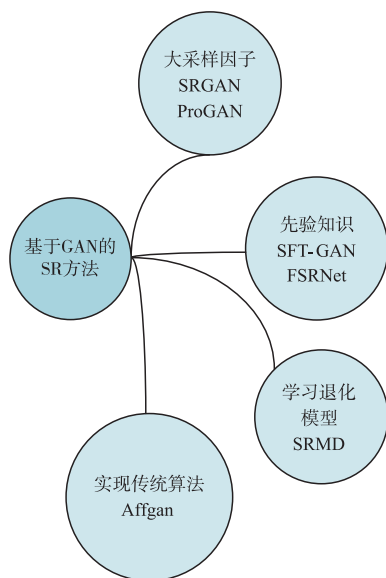 大采样因子
SRGAN
ProGAN
基于GAN的
SR方法
先验知识
SFT-GAN
FSRNet
学习退化
模型
SRMD
实现传统算法
Affgan